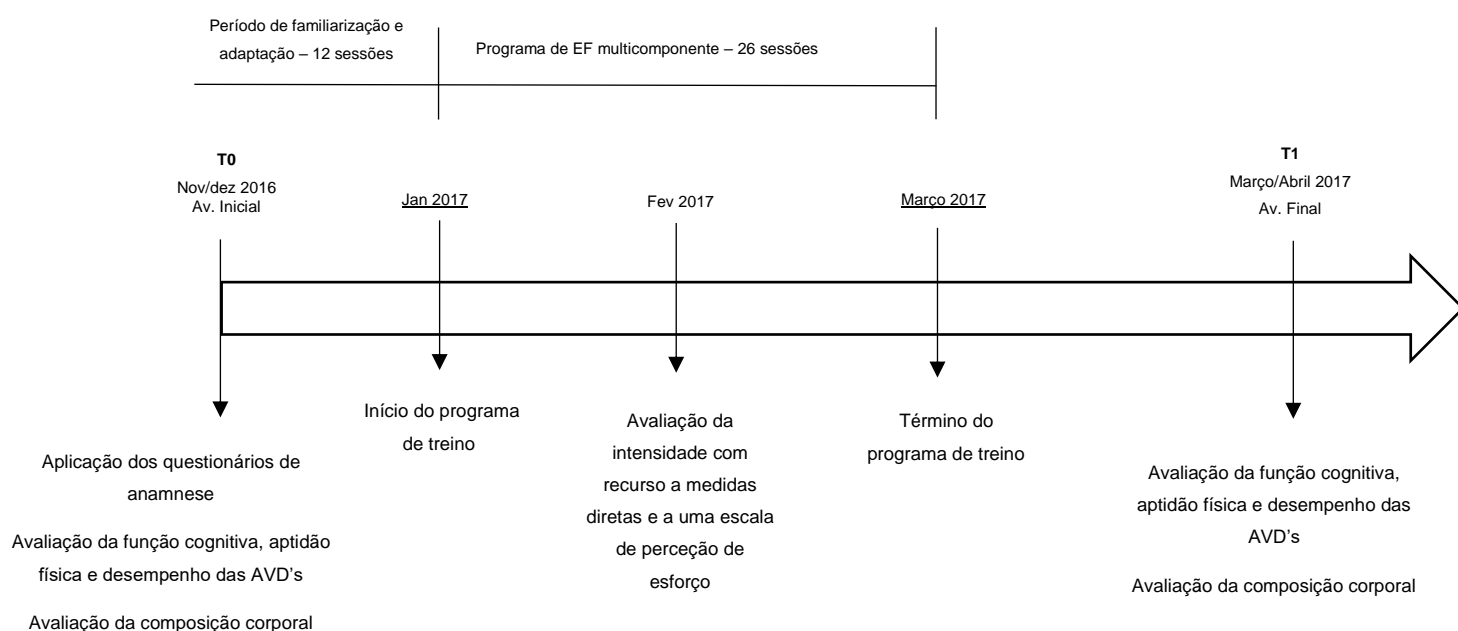 Período de familiarização e
adaptação – 12 sessões
Programa de EF multicomponente – 26 sessões
T0
Nov/dez 2016
Av. Inicial
Jan 2017
Fev 2017
Março 2017
T1
Março/Abril 2017
Av. Final
Aplicação dos questionários de
anamnese
Avaliação da função cognitiva, aptidão
física e desempenho das AVD's
Avaliação da composição corporal
Início do programa
de treino
Avaliação da
intensidade com
recurso a medidas
diretas e a uma escala
de perceção de
esforço
Término do
programa de treino
Avaliação da função cognitiva,
aptidão física e desempenho das
AVD's
Avaliação da composição corporal